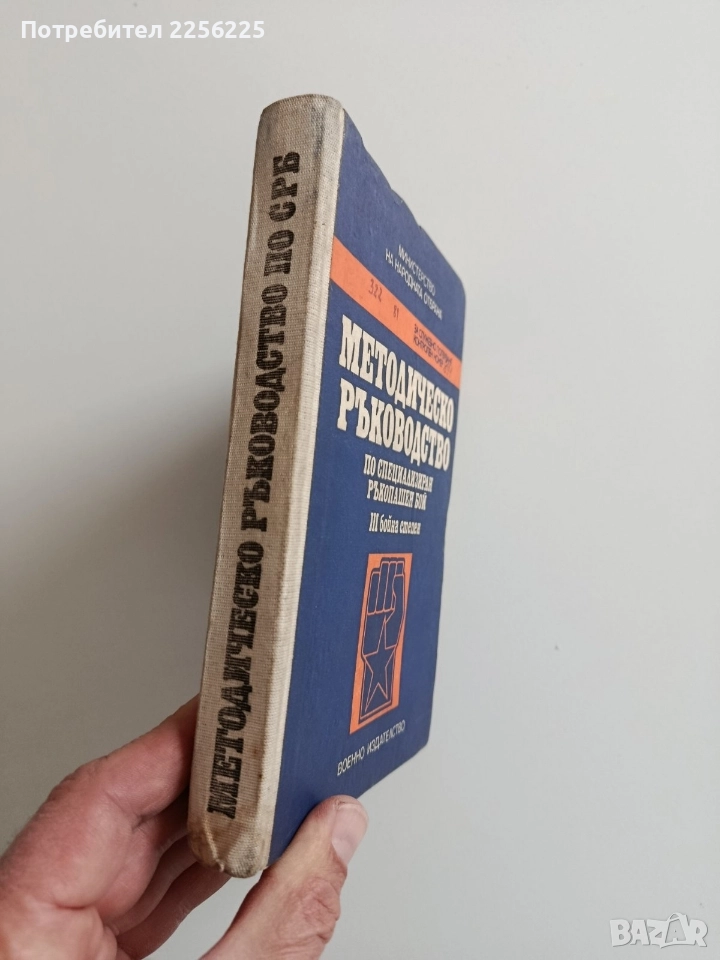 Потребител 2256225
МЕТОДИЧЕСКО РЪКОВОДСТВО ПО СРБ
МИНИСТЕРСТВО
НА НАРОДНАТА ОТБРАНА
322
МЕТОДИЧЕСКО
РЪКОВОДСТВО
ПО СПЕЦИАЛИЗИРАН
РЪКОПАШЕН БОЙ
III бойна степен
ВОЕННО ИЗДАТЕЛСТВО
BAZAR